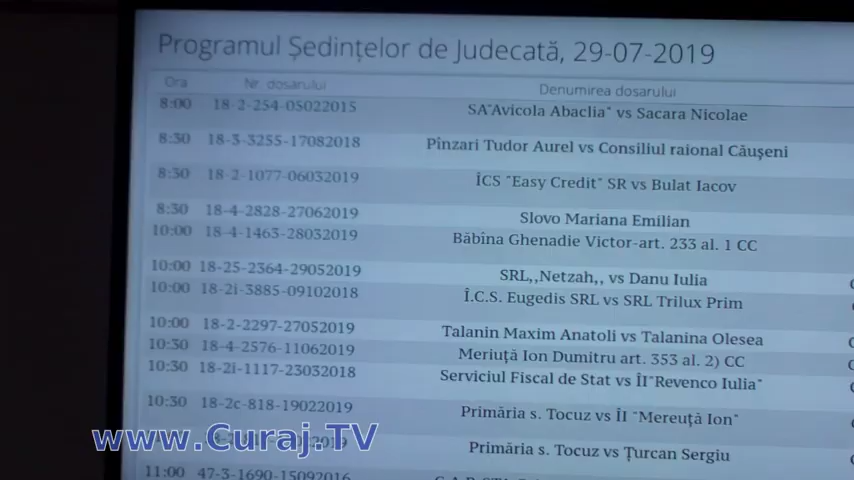 Programul Ședințelor de Judecată, 29-07-2019
Ora Nr. dosarului Denumirea dosarului
8:00 18-2-254-05022015 SA"Avicola Abaclia" vs Sacara Nicolae
8:30 18-3-3255-17082018 Pînzari Tudor Aurel vs Consiliul raional Căușeni
8:30 18-2-1077-06032019 ÎCS "Easy Credit" SR vs Bulat Iacov
8:30 18-4-2828-27062019 Slovo Mariana Emilian
10:00 18-4-1463-28032019 Băbîna Ghenadie Victor-art. 233 al. 1 CC
10:00 18-25-2364-29052019 SRL,,Netzah,, vs Danu Iulia
10:00 18-2i-3885-09102018 Î.C.S. Eugedis SRL vs SRL Trilux Prim
10:00 18-2-2297-27052019 Talanin Maxim Anatoli vs Talanina Olesea
10:30 18-4-2576-11062019 Meriuță Ion Dumitru art. 353 al. 2) CC
10:30 18-2i-1117-23032018 Serviciul Fiscal de Stat vs ÎI"Revenco Iulia"
10:30 18-2c-818-19022019 Primăria s. Tocuz vs ÎI "Mereuță Ion"
Primăria s. Tocuz vs Țurcan Sergiu
www.Curaj.TV
11:00 47-3-1690-15092016